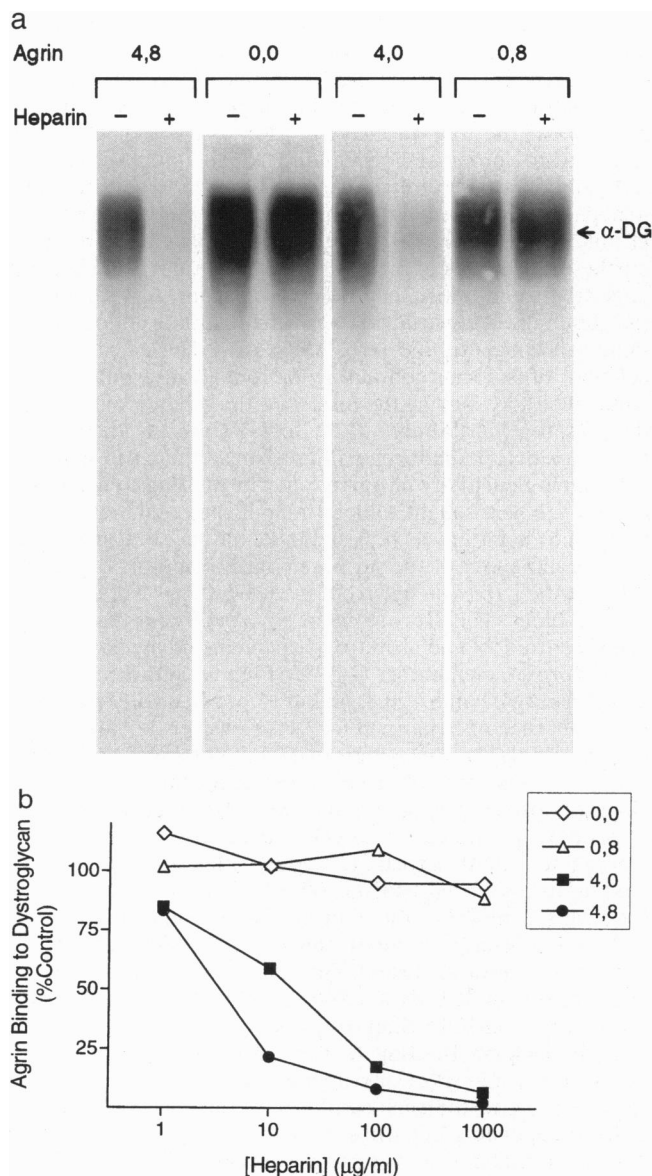 a
Agrin 4,8 0,0 4,0 0,8
Heparin − + − + − + − +
← α-DG
b
0,0
0,8
4,0
4,8
Agrin Binding to Dystroglycan
(%Control)
100
75
50
25
1 10 100 1000
[Heparin] (μg/ml)